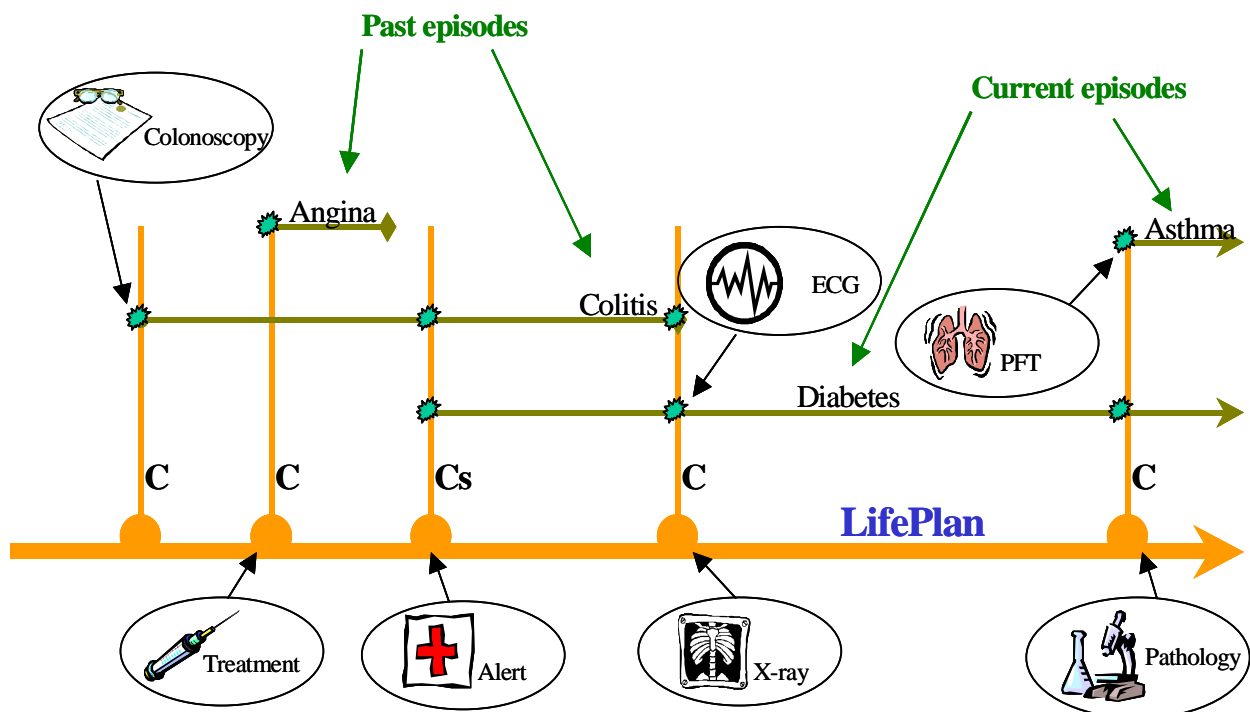 Past episodes
Current episodes
Colonoscopy
Angina
Asthma
ECG
Colitis
PFT
Diabetes
C
C
Cs
C
C
LifePlan
Treatment
Alert
X-ray
Pathology